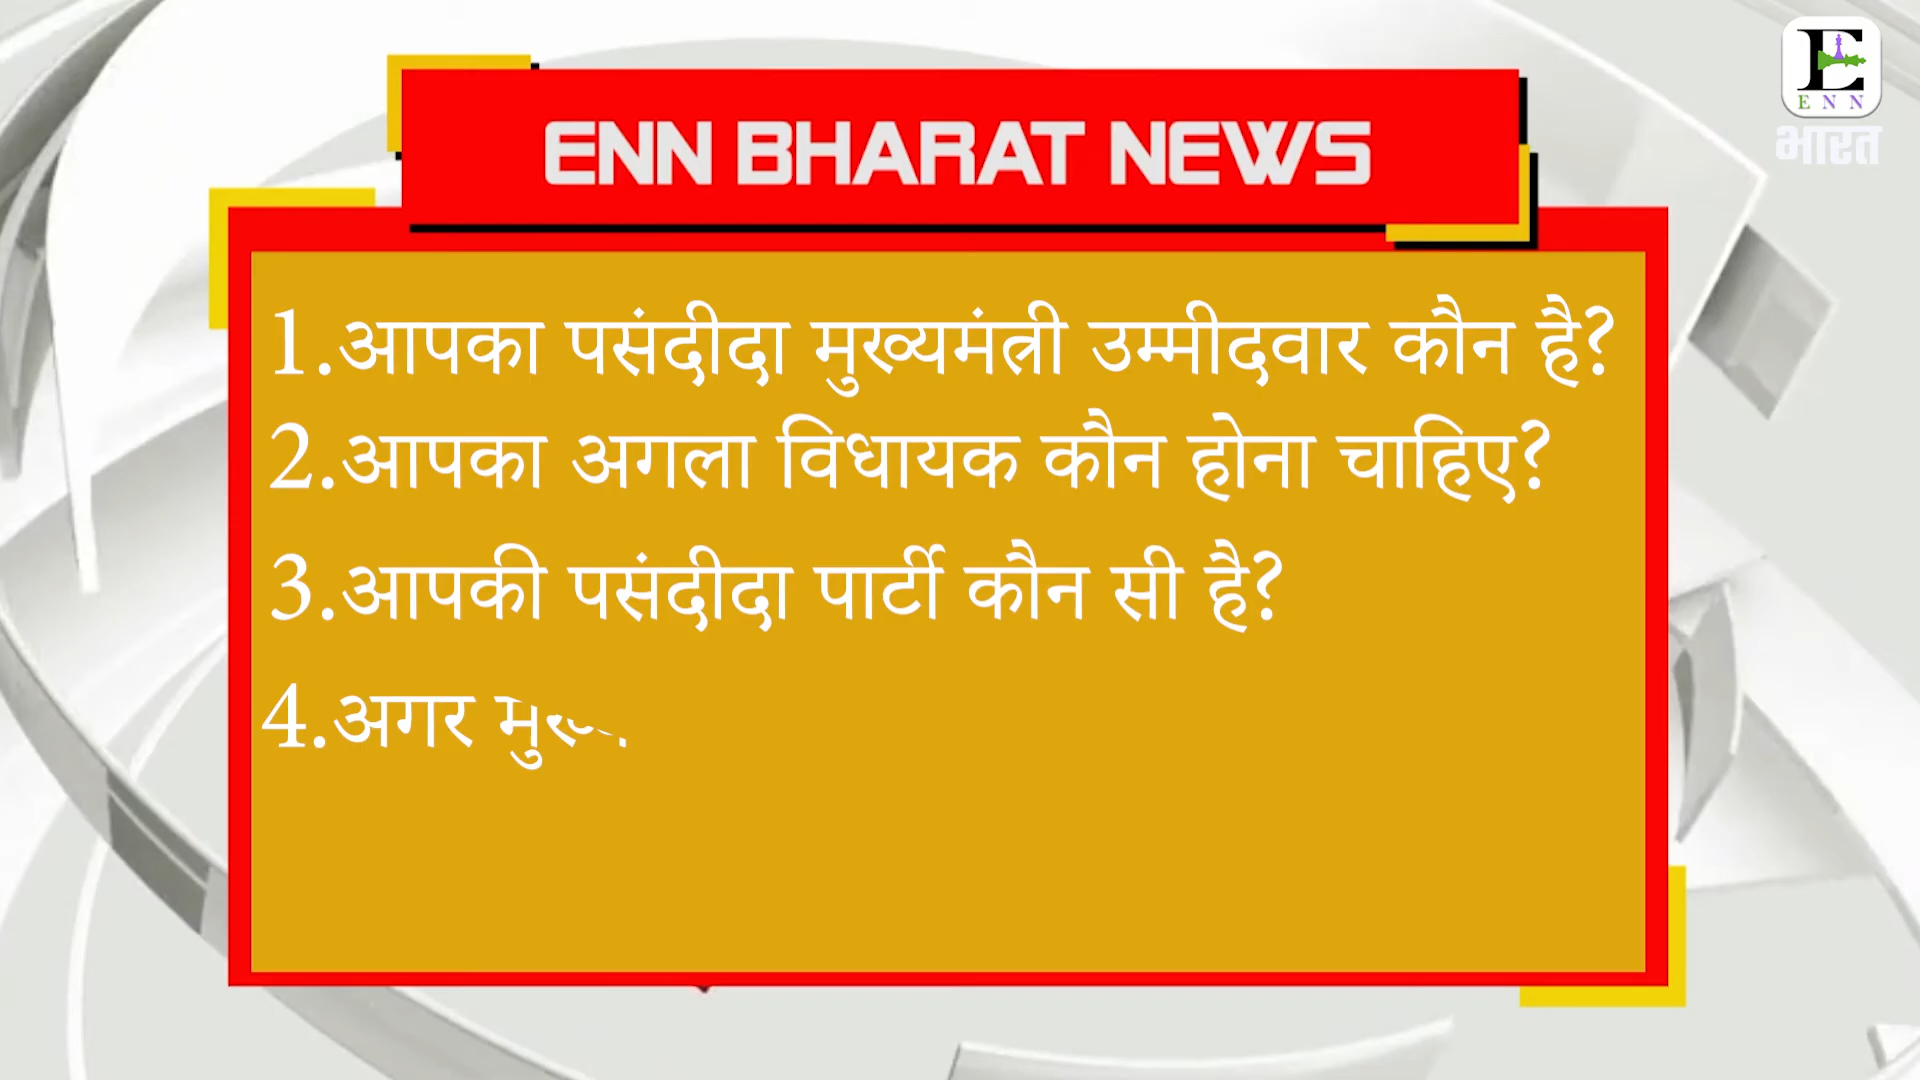 E
ENN
भारत
ENN BHARAT NEWS
1.आपका पसंदीदा मुख्यमंत्री उम्मीदवार कौन है?
2.आपका अगला विधायक कौन होना चाहिए?
3.आपकी पसंदीदा पार्टी कौन सी है?
4.अगर